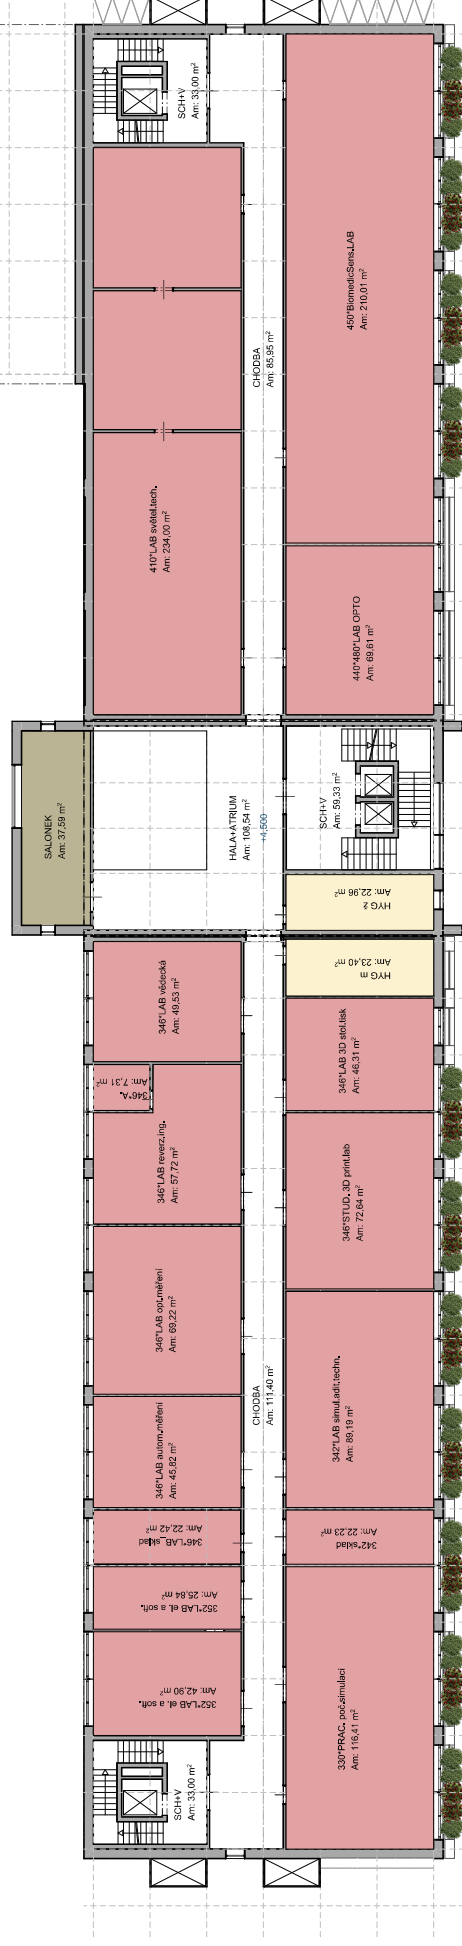 SCH+V
Am: 33,00 m²
450*BiomedicSens.LAB
Am: 210,01 m²
CHODBA
Am: 85,95 m²
410*LAB světel.tech.
Am: 234,00 m²
440*480*LAB OPTO
Am: 69,61 m²
SALONEK
Am: 37,59 m²
HALA+ATRIUM
Am: 108,54 m²
+4,500
SCH+V
Am: 59,33 m²
HYG ž
Am: 22,96 m²
HYG m
Am: 23,40 m²
346*LAB vědecká
Am: 49,53 m²
346*LAB 3D stol.tisk
Am: 46,31 m²
346*A.
Am: 7,31 m²
346*LAB reverz.ing.
Am: 57,72 m²
346*STUD. 3D print.lab
Am: 72,64 m²
346*LAB opt.měření
Am: 69,22 m²
CHODBA
Am: 111,40 m²
342*LAB simul.adit.techn.
Am: 89,19 m²
346*LAB autom.měření
Am: 45,82 m²
346*LAB. sklad
Am: 22,42 m²
342*sklad
Am: 22,23 m²
352*LAB el. a soft.
Am: 25,84 m²
352*LAB el. a soft.
Am: 42,90 m²
330*PRAC. poč.simulací
Am: 116,41 m²
SCH+V
Am: 33,00 m²